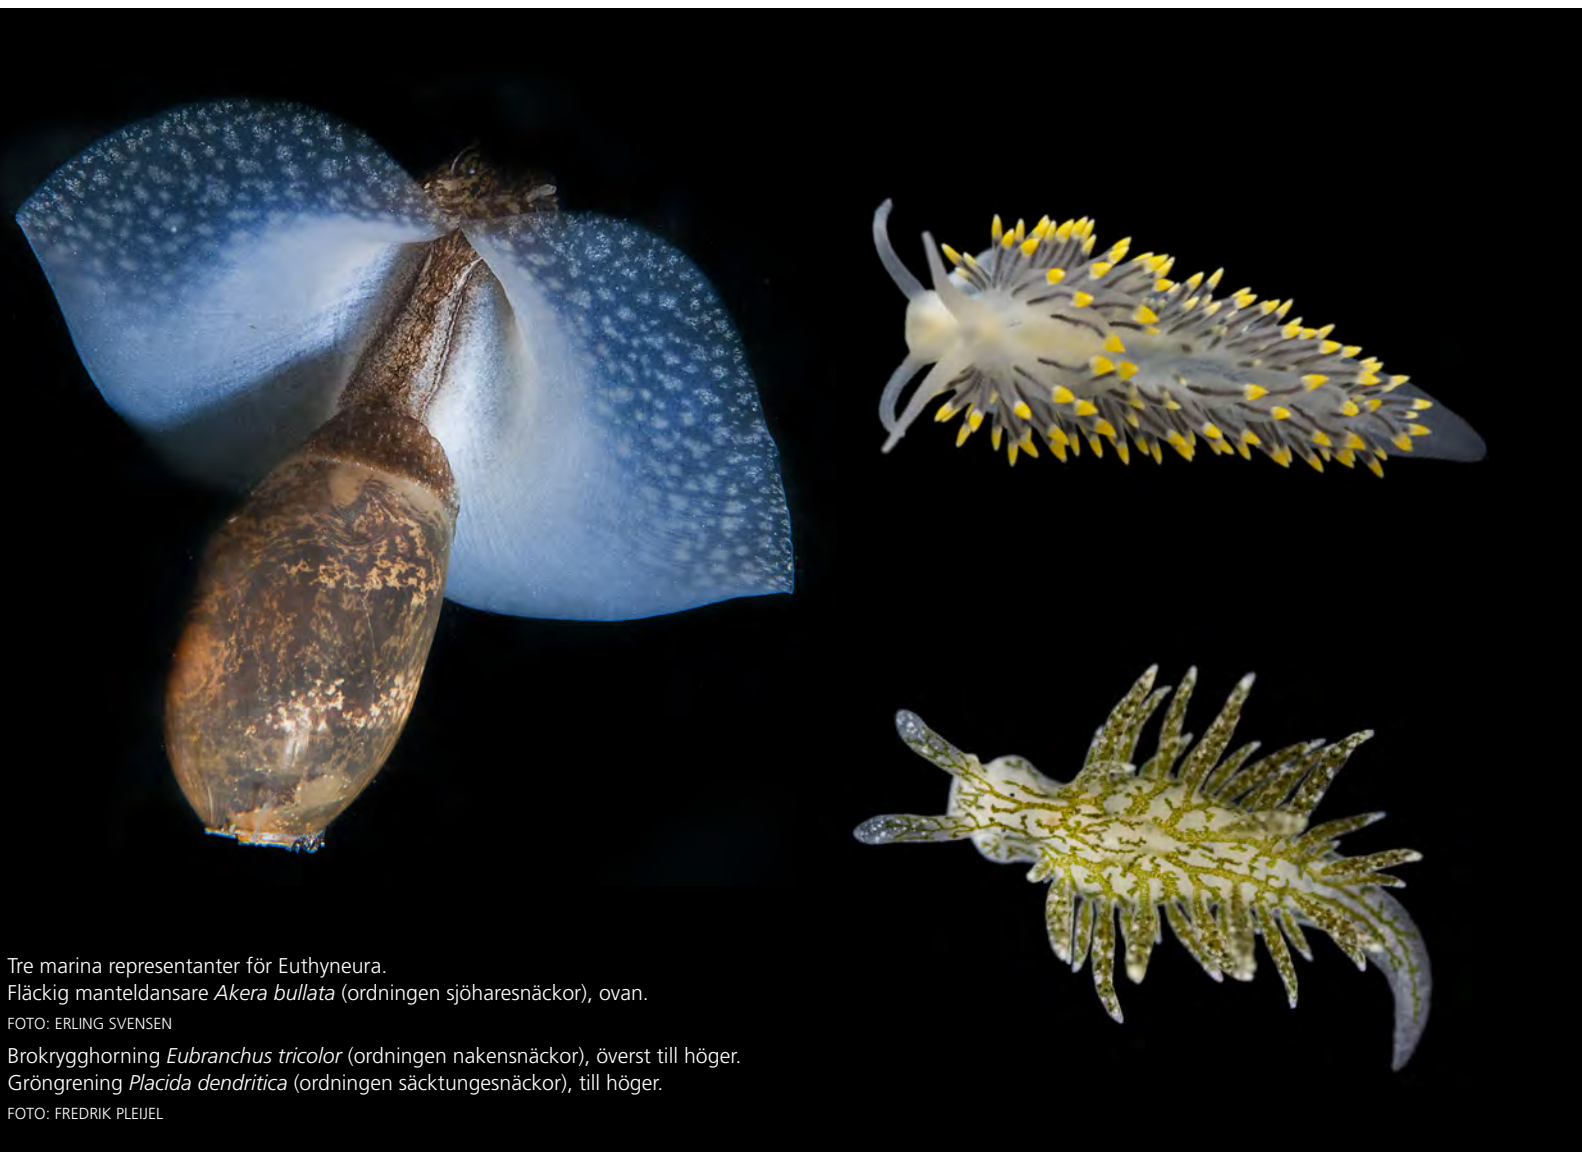 Tre marina representanter för Euthyneura.
Fläckig manteldansare Akera bullata (ordningen sjöharesnäckor), ovan.
FOTO: ERLING SVENSEN
Brokrygghorning Eubranchus tricolor (ordningen nakensnäckor), överst till höger.
Gröngrening Placida dendritica (ordningen säcktungesnäckor), till höger.
FOTO: FREDRIK PLEIJEL